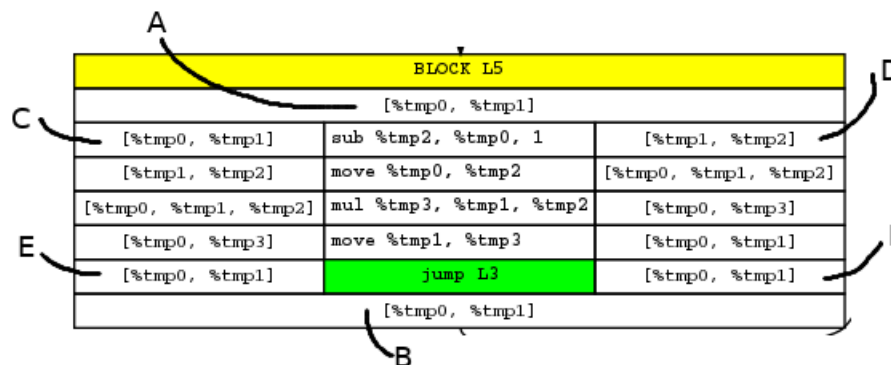 A
BLOCK L5
D
[%tmp0, %tmp1]
C
[%tmp0, %tmp1] sub %tmp2, %tmp0, 1 [%tmp1, %tmp2]
[%tmp1, %tmp2] move %tmp0, %tmp2 [%tmp0, %tmp1, %tmp2]
[%tmp0, %tmp1, %tmp2] mul %tmp3, %tmp1, %tmp2 [%tmp0, %tmp3]
E
[%tmp0, %tmp3] move %tmp1, %tmp3 [%tmp0, %tmp1]
[%tmp0, %tmp1] jump L3 [%tmp0, %tmp1]
[%tmp0, %tmp1]
B